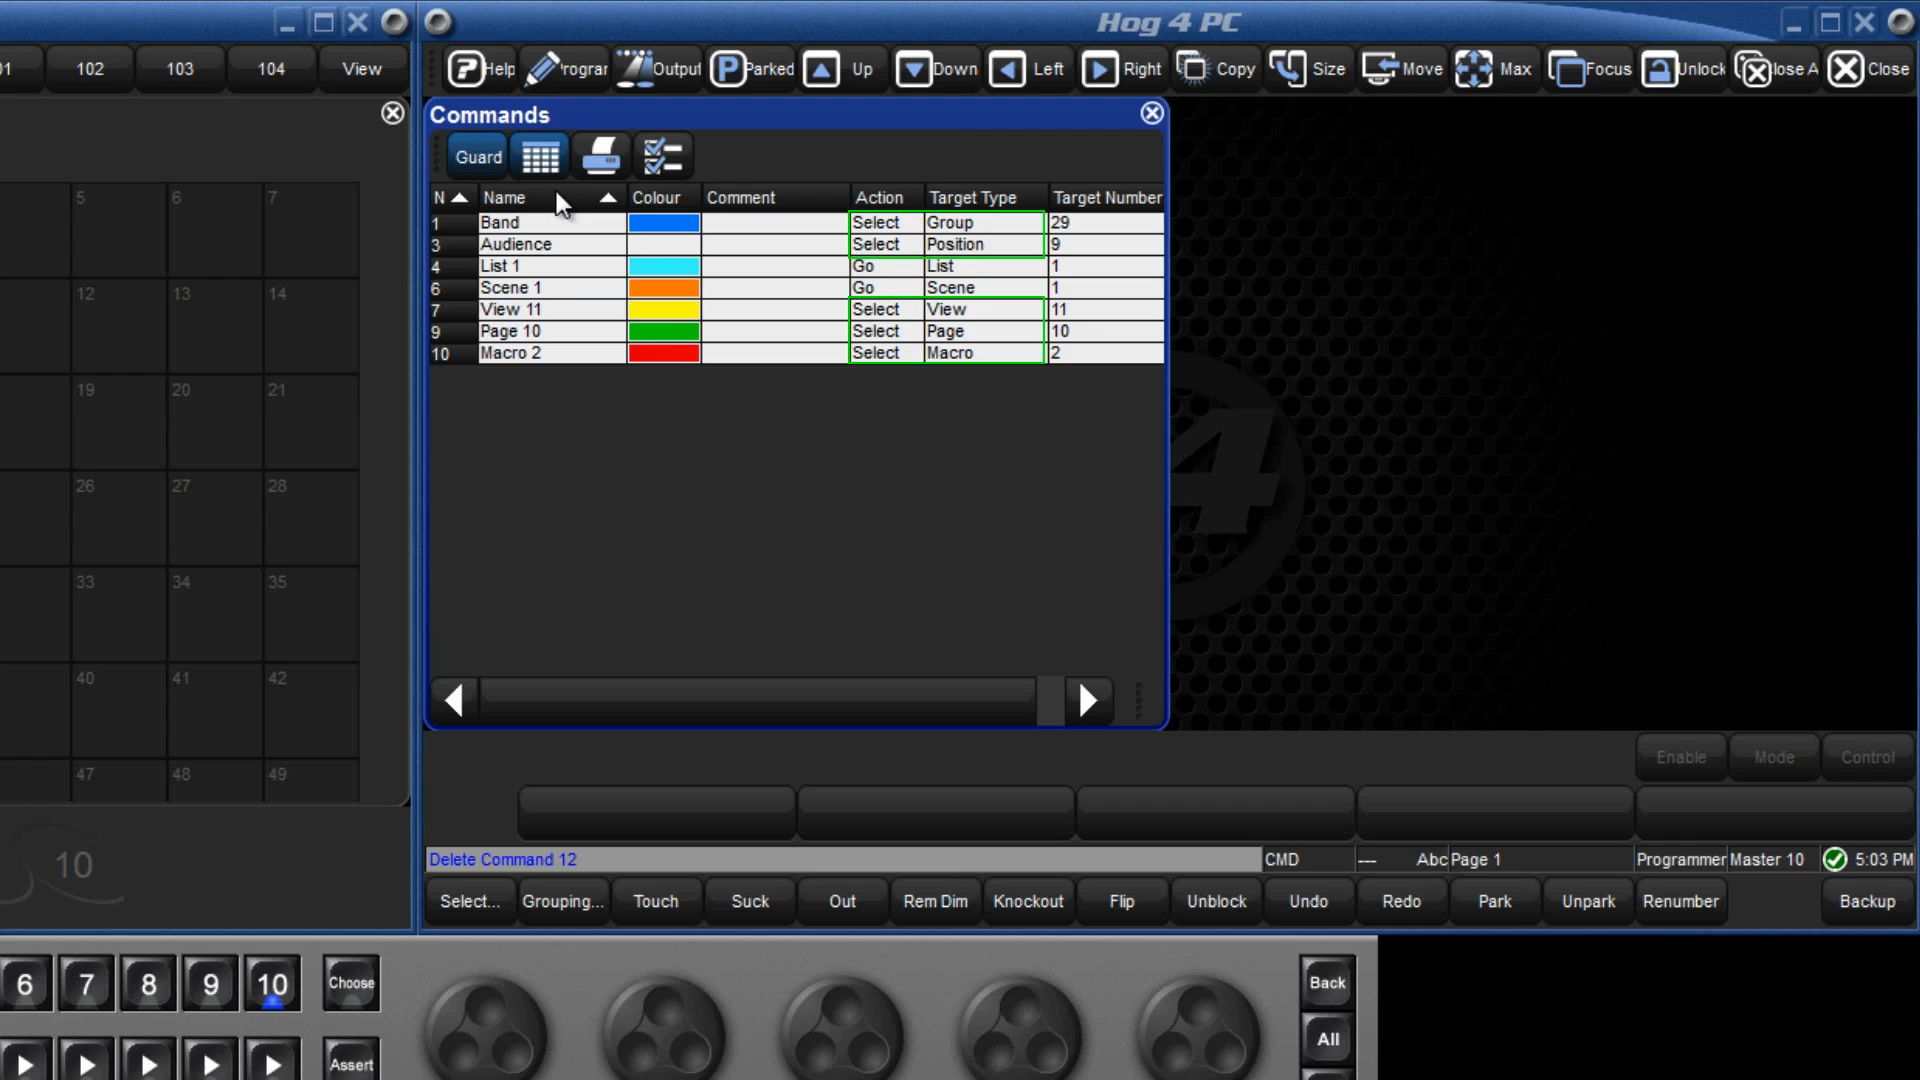 Hog 4 PC
01 102 103 104 View
Help Progran Output Parked Up Down Left Right Copy Size Move Max Focus Unlock lose A Close
Commands
Guard
N Name Colour Comment Action Target Type Target Number
1 Band Select Group 29
3 Audience Select Position 9
4 List 1 Go List 1
6 Scene 1 Go Scene 1
7 View 11 Select View 11
9 Page 10 Select Page 10
10 Macro 2 Select Macro 2
5 6 7
12 13 14
19 20 21
26 27 28
33 34 35
40 41 42
47 48 49
4
10
Enable Mode Control
Delete Command 12 CMD --- Abc Page 1 Programmer Master 10 5:03 PM
Select... Grouping... Touch Suck Out Rem Dim Knockout Flip Unblock Undo Redo Park Unpark Renumber Backup
6 7 8 9 10 Choose Back
Assert All